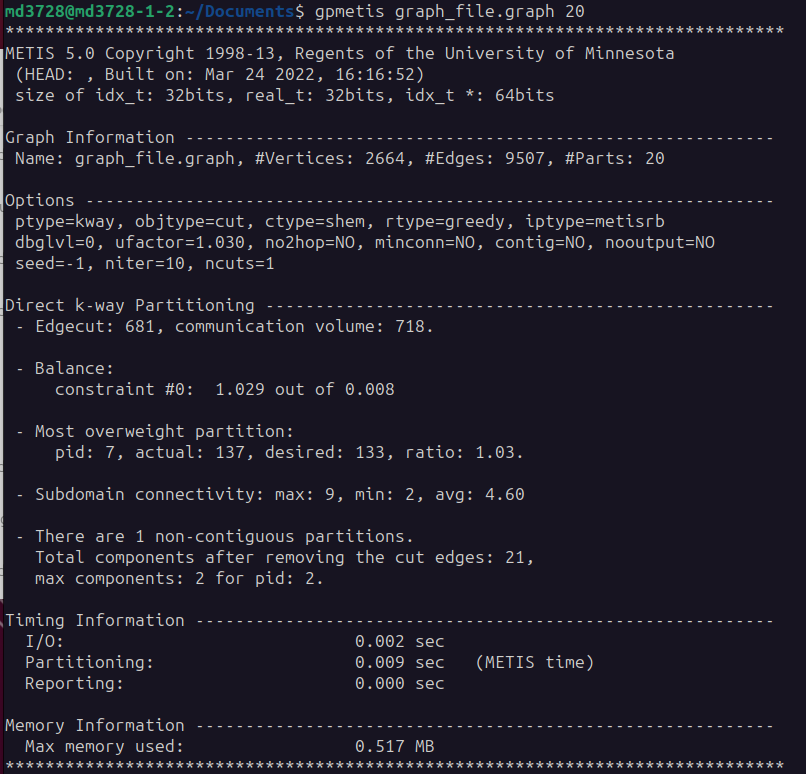 md3728@md3728-1-2:~/Documents$ gpmetis graph_file.graph 20
******************************************************************************
METIS 5.0 Copyright 1998-13, Regents of the University of Minnesota
 (HEAD: , Built on: Mar 24 2022, 16:16:52)
 size of idx_t: 32bits, real_t: 32bits, idx_t *: 64bits

Graph Information -----------------------------------------------------------
 Name: graph_file.graph, #Vertices: 2664, #Edges: 9507, #Parts: 20

Options ---------------------------------------------------------------------
 ptype=kway, objtype=cut, ctype=shem, rtype=greedy, iptype=metisrb
 dbglvl=0, ufactor=1.030, no2hop=NO, minconn=NO, contig=NO, nooutput=NO
 seed=-1, niter=10, ncuts=1

Direct k-way Partitioning ---------------------------------------------------
 - Edgecut: 681, communication volume: 718.

 - Balance:
     constraint #0:  1.029 out of 0.008

 - Most overweight partition:
     pid: 7, actual: 137, desired: 133, ratio: 1.03.

 - Subdomain connectivity: max: 9, min: 2, avg: 4.60

 - There are 1 non-contiguous partitions.
   Total components after removing the cut edges: 21,
   max components: 2 for pid: 2.

Timing Information ----------------------------------------------------------
  I/O:                             0.002 sec
  Partitioning:                    0.009 sec   (METIS time)
  Reporting:                       0.000 sec

Memory Information ----------------------------------------------------------
  Max memory used:                 0.517 MB
******************************************************************************